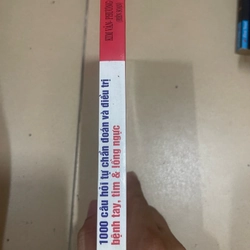 1000 câu hỏi tự chẩn đoán và điều trị
bệnh tay, tim & lồng ngực